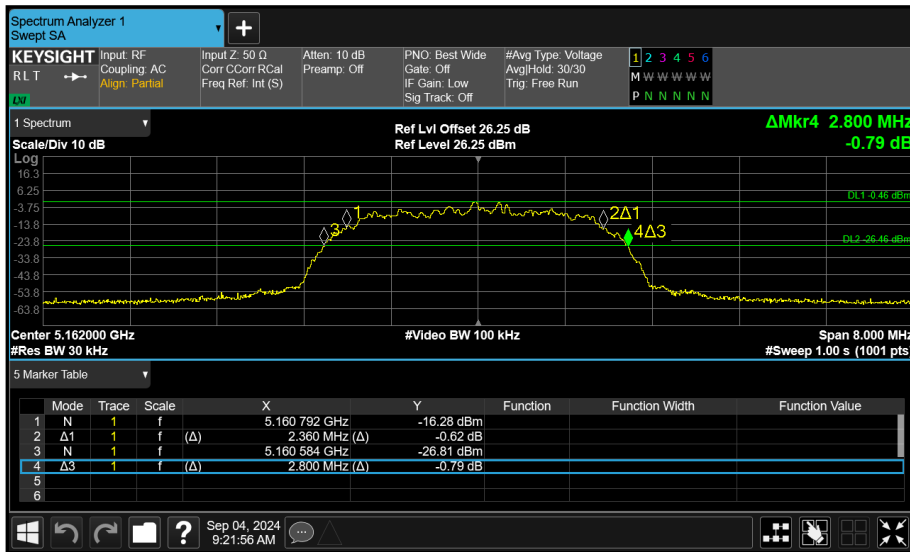 Spectrum Analyzer 1
Swept SA
KEYSIGHT
RLT
LXI
Input: RF
Coupling: AC
Align: Partial
Input Z: 50 Ω
Corr CCorr RCal
Freq Ref: Int (S)
Atten: 10 dB
Preamp: Off
PNO: Best Wide
Gate: Off
IF Gain: Low
Sig Track: Off
#Avg Type: Voltage
Avg|Hold: 30/30
Trig: Free Run
1 2 3 4 5 6
M W W W W W
P N N N N N
1 Spectrum
Scale/Div 10 dB
Ref Lvl Offset 26.25 dB
Ref Level 26.25 dBm
ΔMkr4 2.800 MHz
-0.79 dB
Log
16.3
6.25
-3.75
-13.8
-23.8
-33.8
-43.8
-53.8
-63.8
DL1 -0.46 dBm
DL2 -26.46 dBm
1
3
2Δ1
4Δ3
Center 5.162000 GHz
#Video BW 100 kHz
Span 8.000 MHz
#Res BW 30 kHz
#Sweep 1.00 s (1001 pts)
5 Marker Table
Mode Trace Scale X Y Function Function Width Function Value
1 N 1 f 5.160 792 GHz -16.28 dBm
2 Δ1 1 f (Δ) 2.360 MHz (Δ) -0.62 dB
3 N 1 f 5.160 584 GHz -26.81 dBm
4 Δ3 1 f (Δ) 2.800 MHz (Δ) -0.79 dB
5
6
Sep 04, 2024
9:21:56 AM